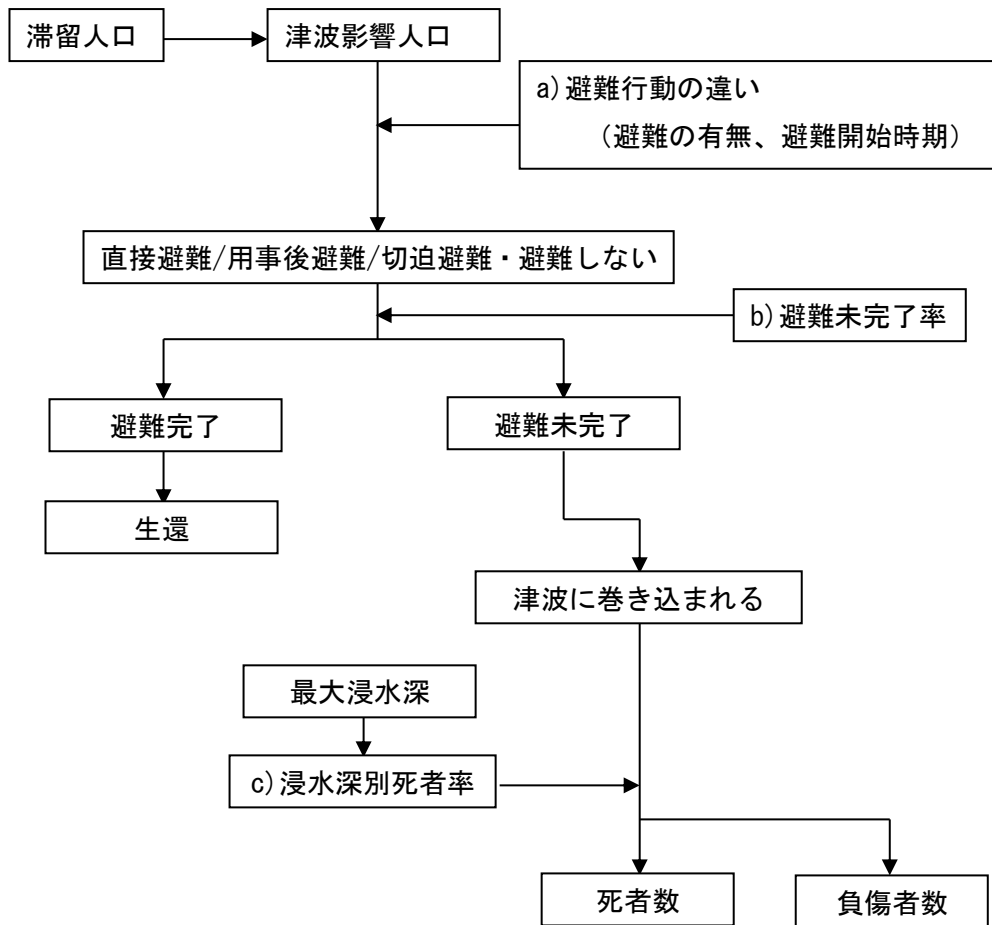 滞留人口
津波影響人口
a)避難行動の違い
（避難の有無、避難開始時期）
直接避難/用事後避難/切迫避難・避難しない
b)避難未完了率
避難完了
避難未完了
生還
津波に巻き込まれる
最大浸水深
c)浸水深別死者率
死者数
負傷者数